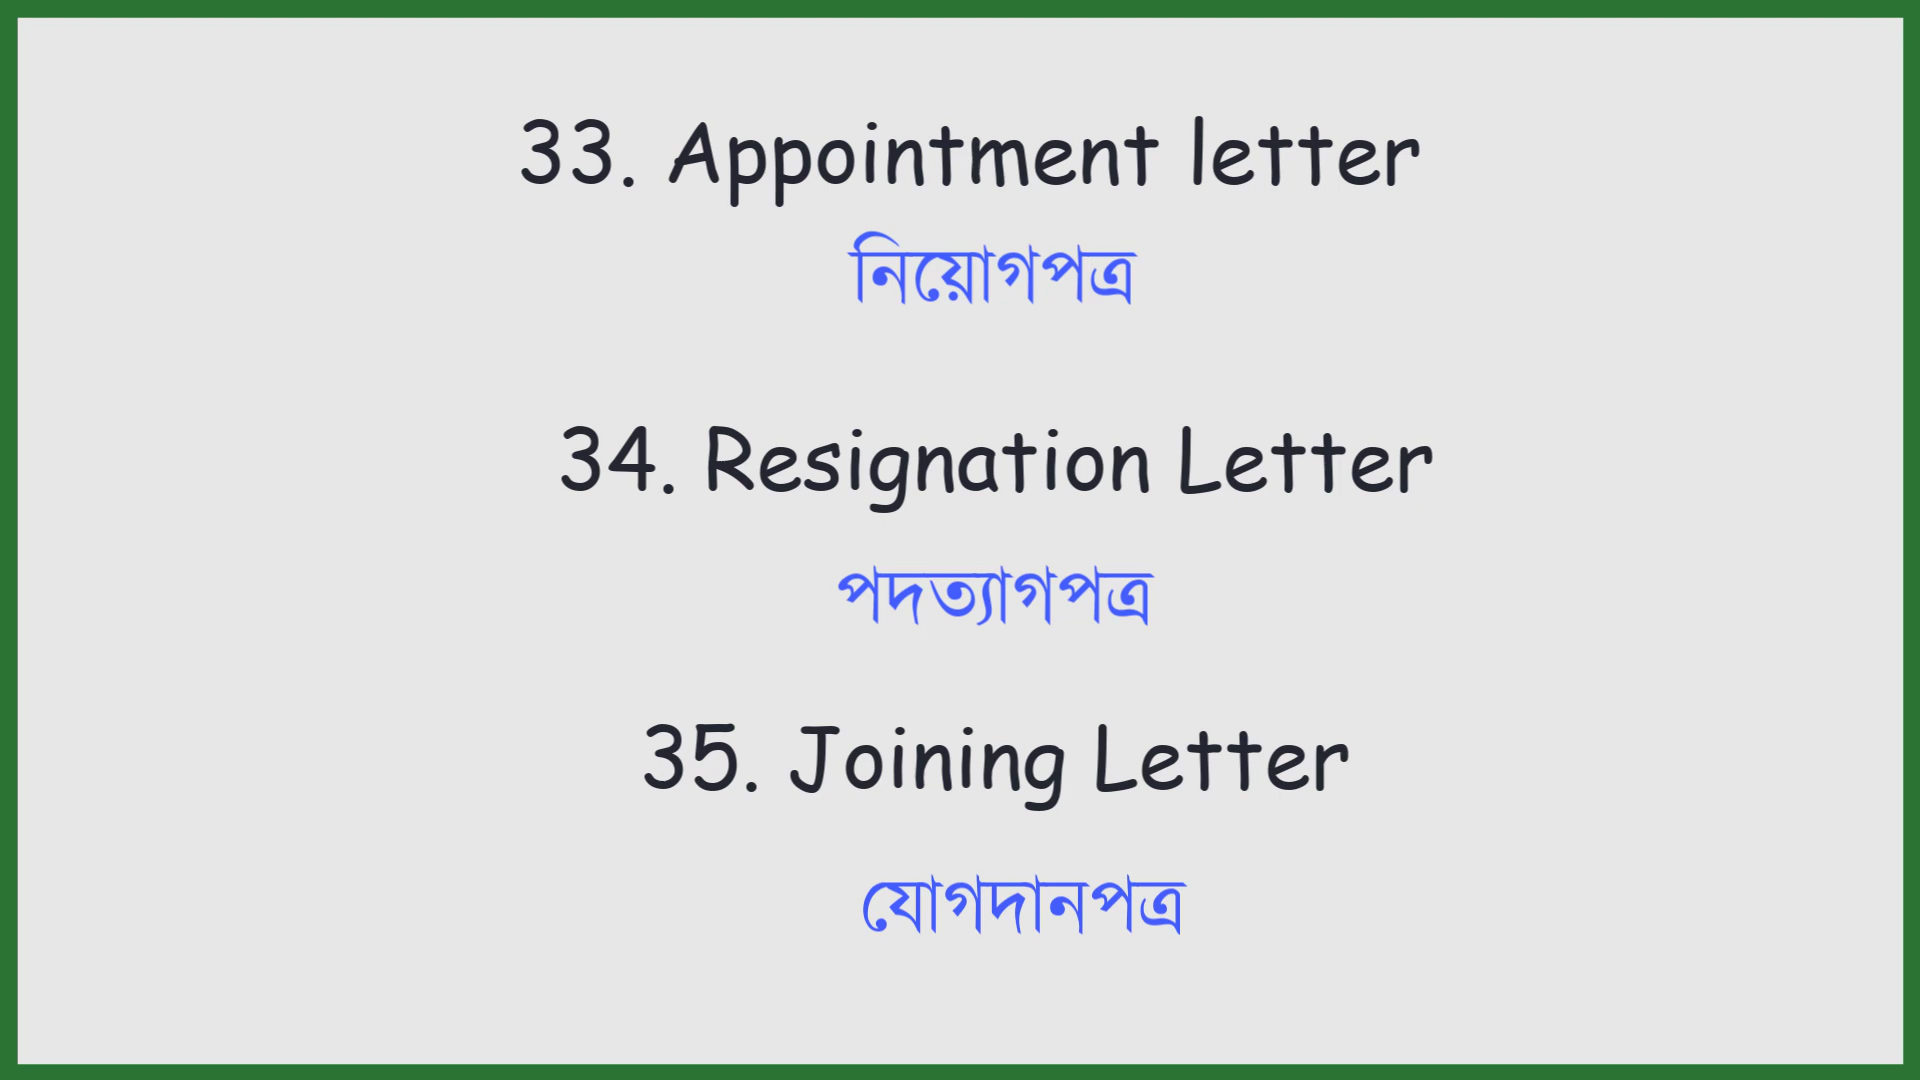 33. Appointment letter
নিয়োগপত্র
34. Resignation Letter
পদত্যাগপত্র
35. Joining Letter
যোগদানপত্র